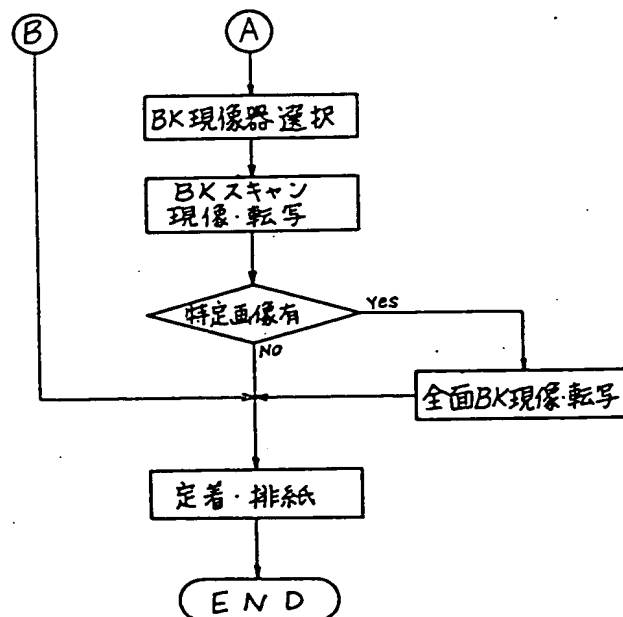 B
A
BK現像器選択
BKスキャン
現像・転写
特定画像有
Yes
NO
全面BK現像・転写
定着・排紙
END